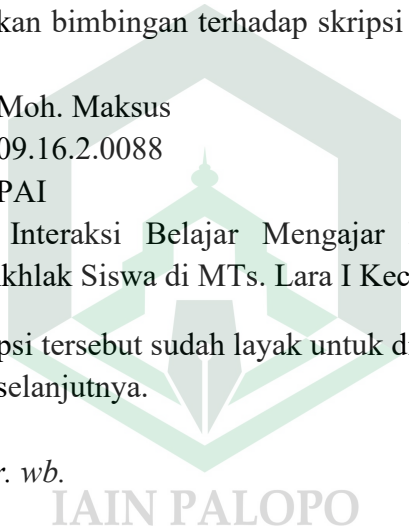 kan bimbingan terhadap skripsi
Moh. Maksus
09.16.2.0088
PAI
Interaksi Belajar Mengajar
khlak Siswa di MTs. Lara I Kec
psi tersebut sudah layak untuk di
selanjutnya.
r. wb.
IAIN PALOPO